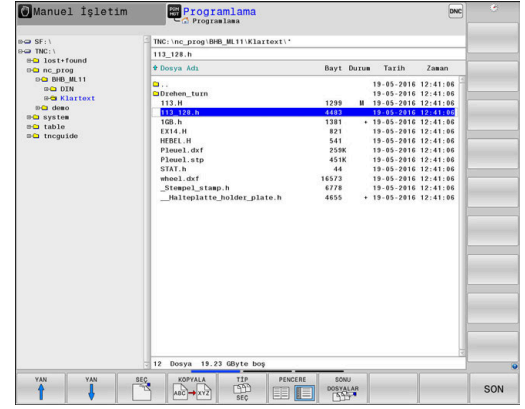 Manuel İşletim
Programlama
Programlama
DNC
SF:\
TNC:\
lost+found
nc_prog
BHB_ML11
DIN
Klartext
demo
system
table
tncguide
TNC:\nc_prog\BHB_ML11\Klartext\*
113_128.h
Dosya Adı Bayt Durum Tarih Zaman
.. 19-05-2016 12:41:06
Drehen_turn 19-05-2016 12:41:06
113.H 1299 M 19-05-2016 12:41:06
113_128.h 4483 19-05-2016 12:41:06
1GB.h 1381 + 19-05-2016 12:41:06
EX14.H 821 19-05-2016 12:41:06
HEBEL.H 541 19-05-2016 12:41:06
Pleuel.dxf 259K 19-05-2016 12:41:06
Pleuel.stp 451K 19-05-2016 12:41:06
STAT.h 44 19-05-2016 12:41:06
wheel.dxf 16573 19-05-2016 12:41:06
_Stempel_stamp.h 6778 19-05-2016 12:41:06
__Halteplatte_holder_plate.h 4655 + 19-05-2016 12:41:06
12 Dosya 19.23 GByte boş
YAN
YAN
SEÇ
KOPYALA
ABC XYZ
TİP
SEÇ
PENCERE
SONU
DOSYALAR
SON